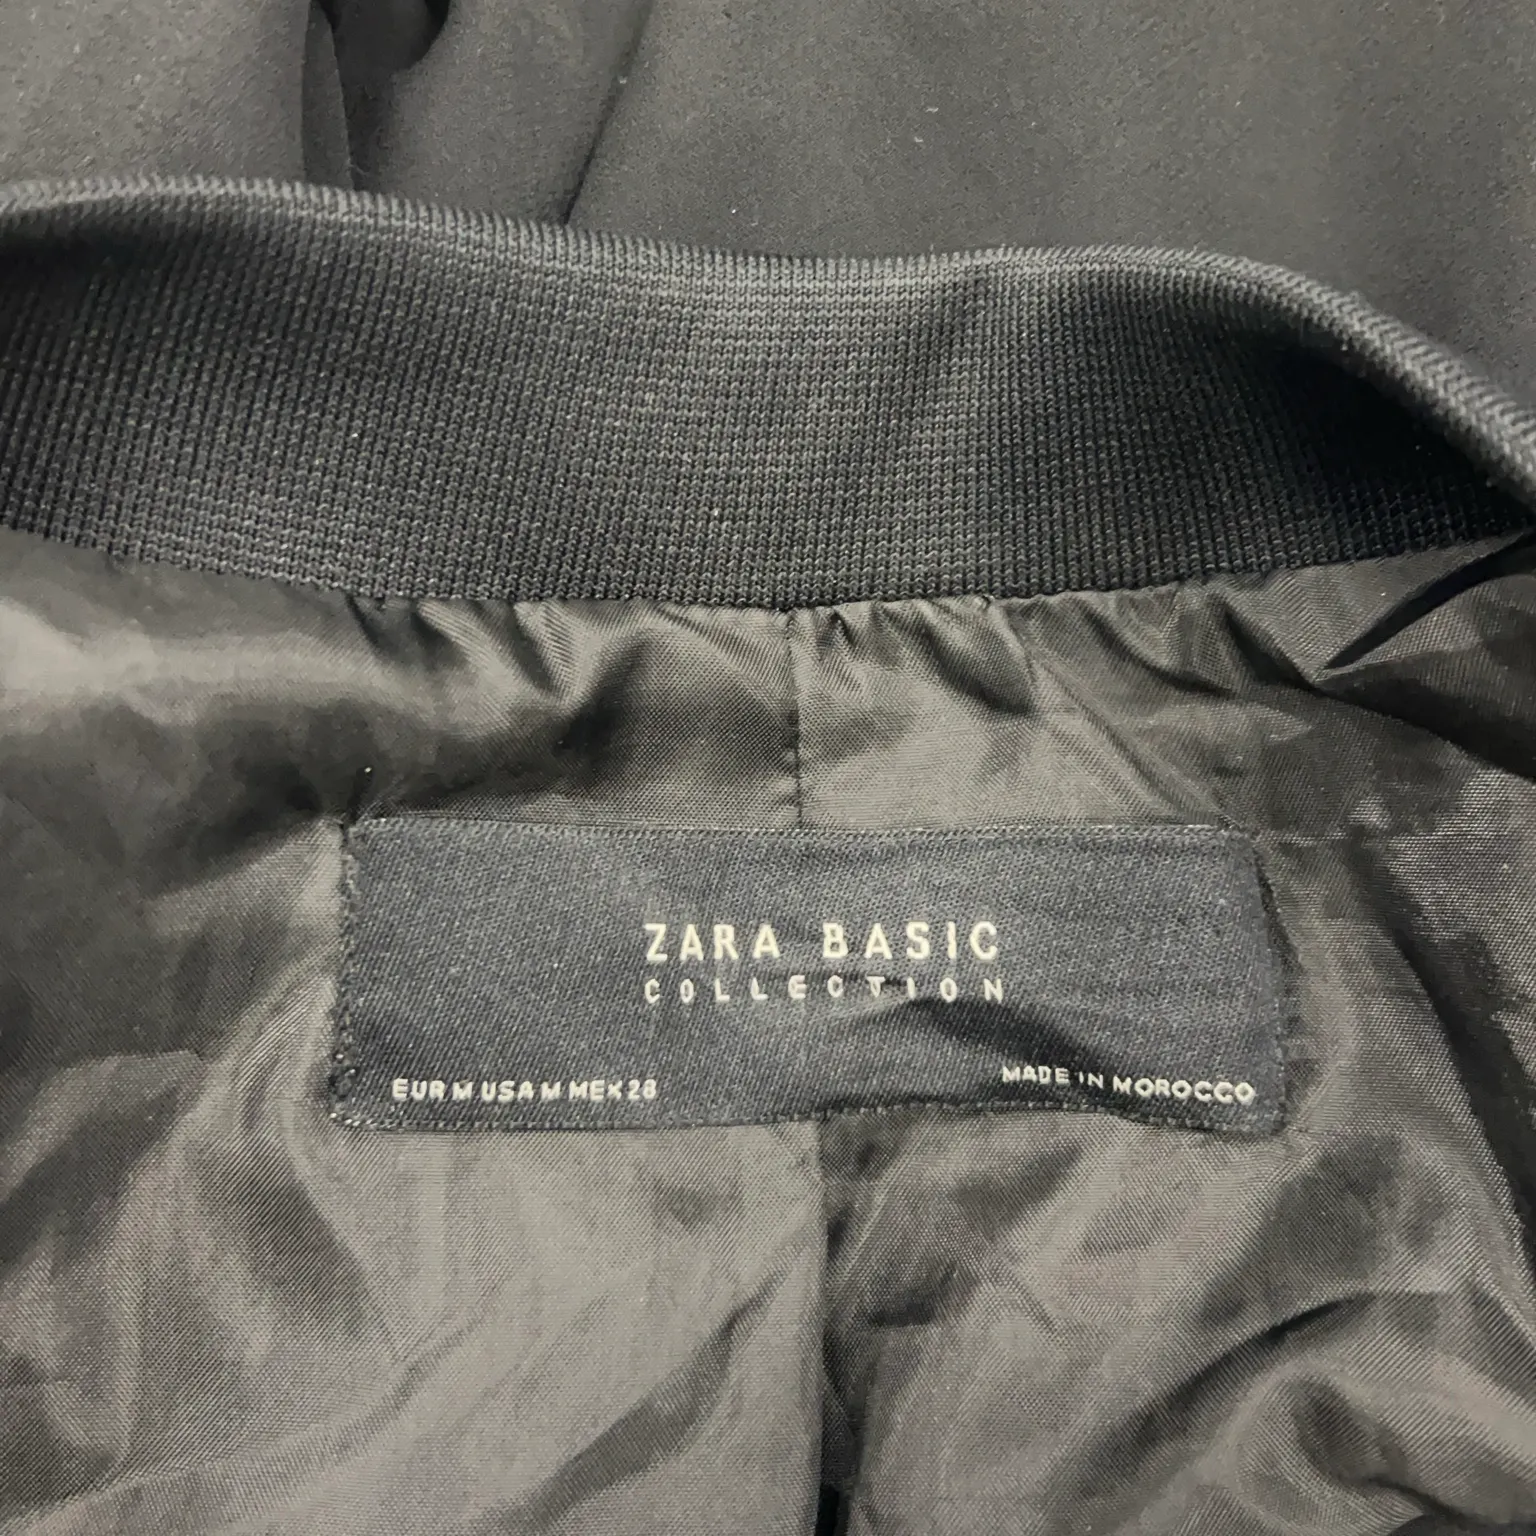 ZARA BASIC
COLLECTION
EUR M USA M MEX 28
MADE IN MOROCCO